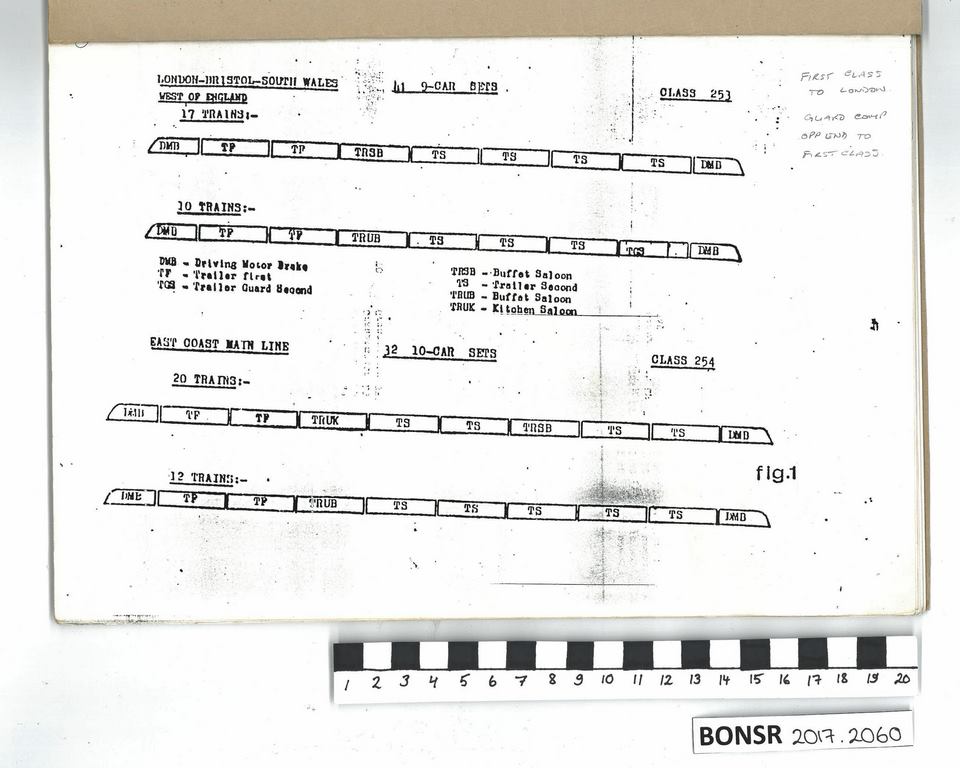 LONDON-BRISTOL-SOUTH WALES 41 9-CAR SETS CLASS 253
WEST OF ENGLAND
17 TRAINS:-
FIRST CLASS
TO LONDON.
GUARD COMP
OPP END TO
FIRST CLASS.
DMB TF TF TRSB TS TS TS TS DMB
10 TRAINS:-
DMB TF TF TRUB TS TS TS TGS DMB
DMB - Driving Motor Brake
TF - Trailer first
TGS - Trailer Guard Second
TRSB - Buffet Saloon
TS - Trailer Second
TRUB - Buffet Saloon
TRUK - Kitchen Saloon
EAST COAST MAIN LINE 32 10-CAR SETS CLASS 254
20 TRAINS:-
DMB TF TF TRUK TS TS TRSB TS TS DMB
fig.1
12 TRAINS:-
DMB TF TF TRUB TS TS TS TS TS DMB
1 2 3 4 5 6 7 8 9 10 11 12 13 14 15 16 17 18 19 20
BONSR 2017.2060